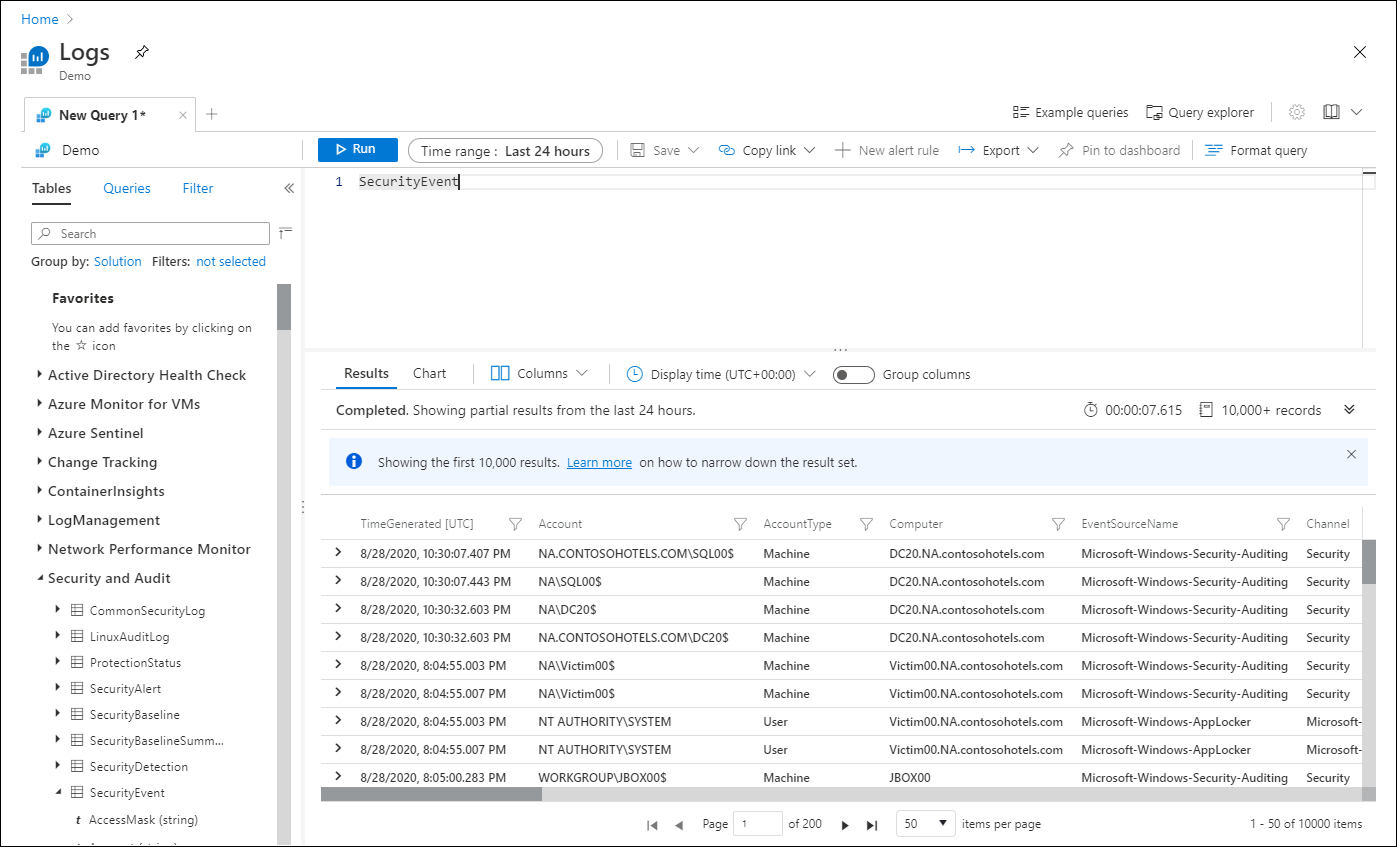 Home
Logs
Demo
New Query 1*
Example queries
Query explorer
Demo
Run
Time range : Last 24 hours
Save
Copy link
New alert rule
Export
Pin to dashboard
Format query
Tables
Queries
Filter
1 SecurityEvent
Search
Group by: Solution Filters: not selected
Favorites
You can add favorites by clicking on
the ☆ icon
Active Directory Health Check
Azure Monitor for VMs
Azure Sentinel
Change Tracking
ContainerInsights
LogManagement
Network Performance Monitor
Security and Audit
CommonSecurityLog
LinuxAuditLog
ProtectionStatus
SecurityAlert
SecurityBaseline
SecurityBaselineSumm...
SecurityDetection
SecurityEvent
t AccessMask (string)
Results
Chart
Columns
Display time (UTC+00:00)
Group columns
Completed. Showing partial results from the last 24 hours.
00:00:07.615
10,000+ records
Showing the first 10,000 results. Learn more on how to narrow down the result set.
TimeGenerated [UTC] Account AccountType Computer EventSourceName Channel
8/28/2020, 10:30:07.407 PM NA.CONTOSOHOTELS.COM\SQL00$ Machine DC20.NA.contosohotels.com Microsoft-Windows-Security-Auditing Security
8/28/2020, 10:30:07.443 PM NA\SQL00$ Machine DC20.NA.contosohotels.com Microsoft-Windows-Security-Auditing Security
8/28/2020, 10:30:32.603 PM NA\DC20$ Machine DC20.NA.contosohotels.com Microsoft-Windows-Security-Auditing Security
8/28/2020, 10:30:32.603 PM NA.CONTOSOHOTELS.COM\DC20$ Machine DC20.NA.contosohotels.com Microsoft-Windows-Security-Auditing Security
8/28/2020, 8:04:55.003 PM NA\Victim00$ Machine Victim00.NA.contosohotels.com Microsoft-Windows-Security-Auditing Security
8/28/2020, 8:04:55.007 PM NA\Victim00$ Machine Victim00.NA.contosohotels.com Microsoft-Windows-Security-Auditing Security
8/28/2020, 8:04:55.003 PM NT AUTHORITY\SYSTEM User Victim00.NA.contosohotels.com Microsoft-Windows-AppLocker Microsoft-
8/28/2020, 8:04:55.007 PM NT AUTHORITY\SYSTEM User Victim00.NA.contosohotels.com Microsoft-Windows-AppLocker Microsoft-
8/28/2020, 8:05:00.283 PM WORKGROUP\JBOX00$ Machine JBOX00 Microsoft-Windows-Security-Auditing Security
Page 1 of 200
50 items per page
1 - 50 of 10000 items